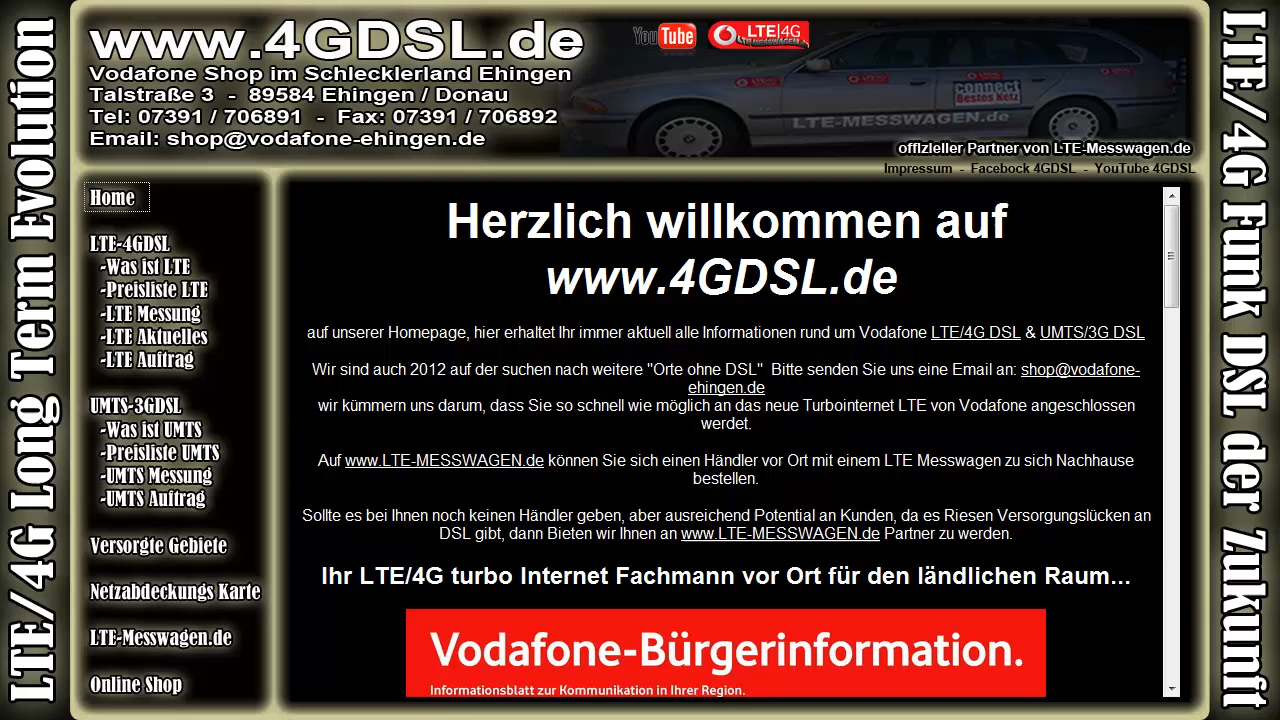 LTE/4G Long Term Evolution
www.4GDSL.de
Vodafone Shop im Schlecklerland Ehingen
Talstraße 3 - 89584 Ehingen / Donau
Tel: 07391 / 706891 - Fax: 07391 / 706892
Email: shop@vodafone-ehingen.de
YouTube
LTE|4G
LTE-MESSWAGEN.de
connect
Bestes Netz
LTE-MESSWAGEN.de
offizieller Partner von LTE-Messwagen.de
Impressum - Facebock 4GDSL - YouTube 4GDSL
Home
LTE-4GDSL
-Was ist LTE
-Preisliste LTE
-LTE Messung
-LTE Aktuelles
-LTE Auftrag
UMTS-3GDSL
-Was ist UMTS
-Preisliste UMTS
-UMTS Messung
-UMTS Auftrag
Versorgte Gebiete
Netzabdeckungs Karte
LTE-Messwagen.de
Online Shop
Herzlich willkommen auf
www.4GDSL.de
auf unserer Homepage, hier erhaltet Ihr immer aktuell alle Informationen rund um Vodafone LTE/4G DSL & UMTS/3G DSL
Wir sind auch 2012 auf der suchen nach weitere "Orte ohne DSL" Bitte senden Sie uns eine Email an: shop@vodafone-
ehingen.de
wir kümmern uns darum, dass Sie so schnell wie möglich an das neue Turbointernet LTE von Vodafone angeschlossen
werdet.
Auf www.LTE-MESSWAGEN.de können Sie sich einen Händler vor Ort mit einem LTE Messwagen zu sich Nachhause
bestellen.
Sollte es bei Ihnen noch keinen Händler geben, aber ausreichend Potential an Kunden, da es Riesen Versorgungslücken an
DSL gibt, dann Bieten wir Ihnen an www.LTE-MESSWAGEN.de Partner zu werden.
Ihr LTE/4G turbo Internet Fachmann vor Ort für den ländlichen Raum...
Vodafone-Bürgerinformation.
Informationsblatt zur Kommunikation in Ihrer Region.
LTE/4G Funk DSL der Zukunft